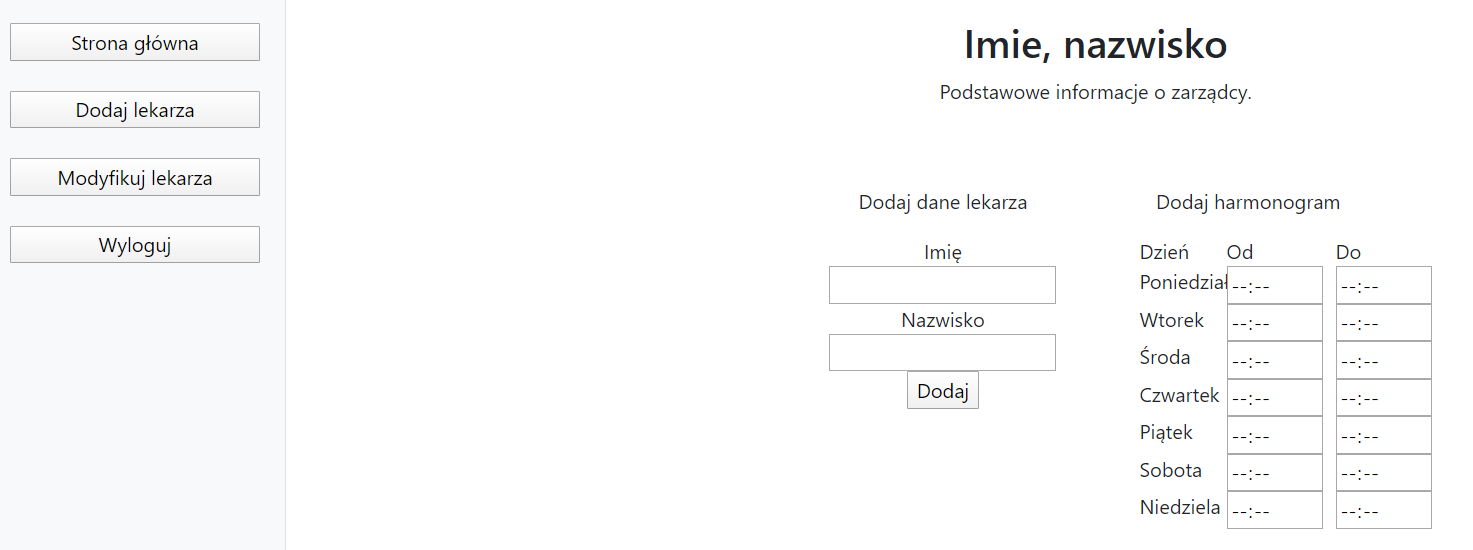 Strona główna
Dodaj lekarza
Modyfikuj lekarza
Wyloguj
Imie, nazwisko
Podstawowe informacje o zarządcy.
Dodaj dane lekarza
Imię
Nazwisko
Dodaj
Dodaj harmonogram
Dzień Od Do
Poniedział --:-- --:--
Wtorek --:-- --:--
Środa --:-- --:--
Czwartek --:-- --:--
Piątek --:-- --:--
Sobota --:-- --:--
Niedziela --:-- --:--